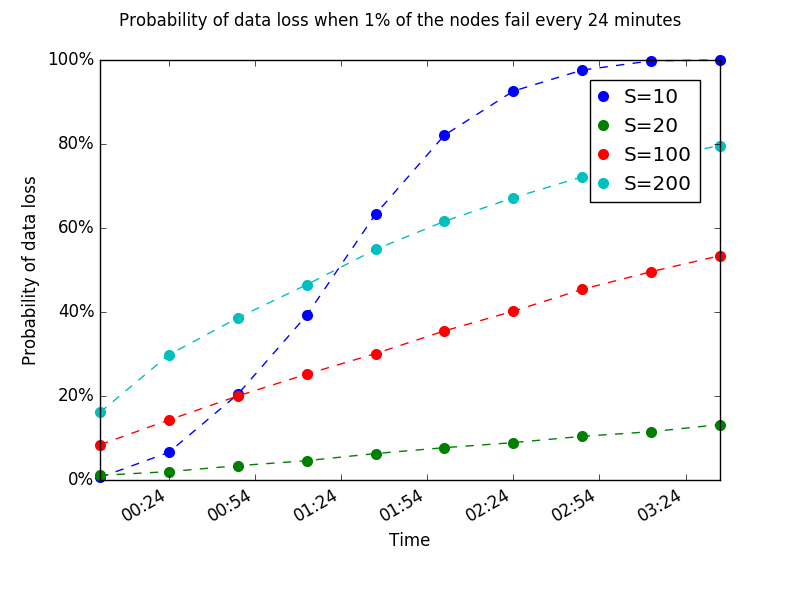 Probability of data loss when 1% of the nodes fail every 24 minutes
100%
80%
60%
40%
20%
0%
Probability of data loss
S=10
S=20
S=100
S=200
00:24
00:54
01:24
01:54
02:24
02:54
03:24
Time